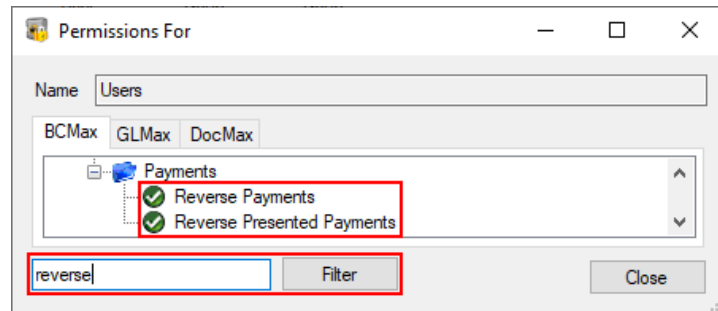 Permissions For
Name Users
BCMax GLMax DocMax
Payments
Reverse Payments
Reverse Presented Payments
reverse Filter Close